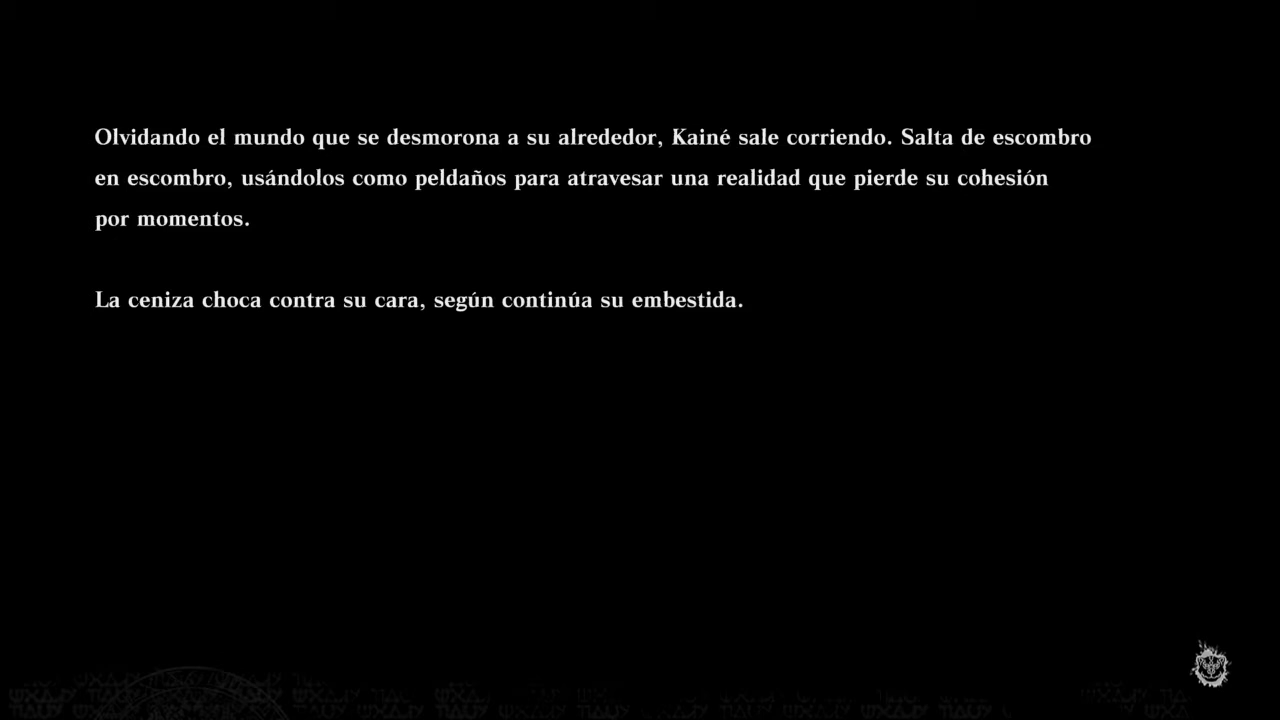 Olvidando el mundo que se desmorona a su alrededor, Kainé sale corriendo. Salta de escombro
en escombro, usándolos como peldaños para atravesar una realidad que pierde su cohesión
por momentos.
La ceniza choca contra su cara, según continúa su embestida.